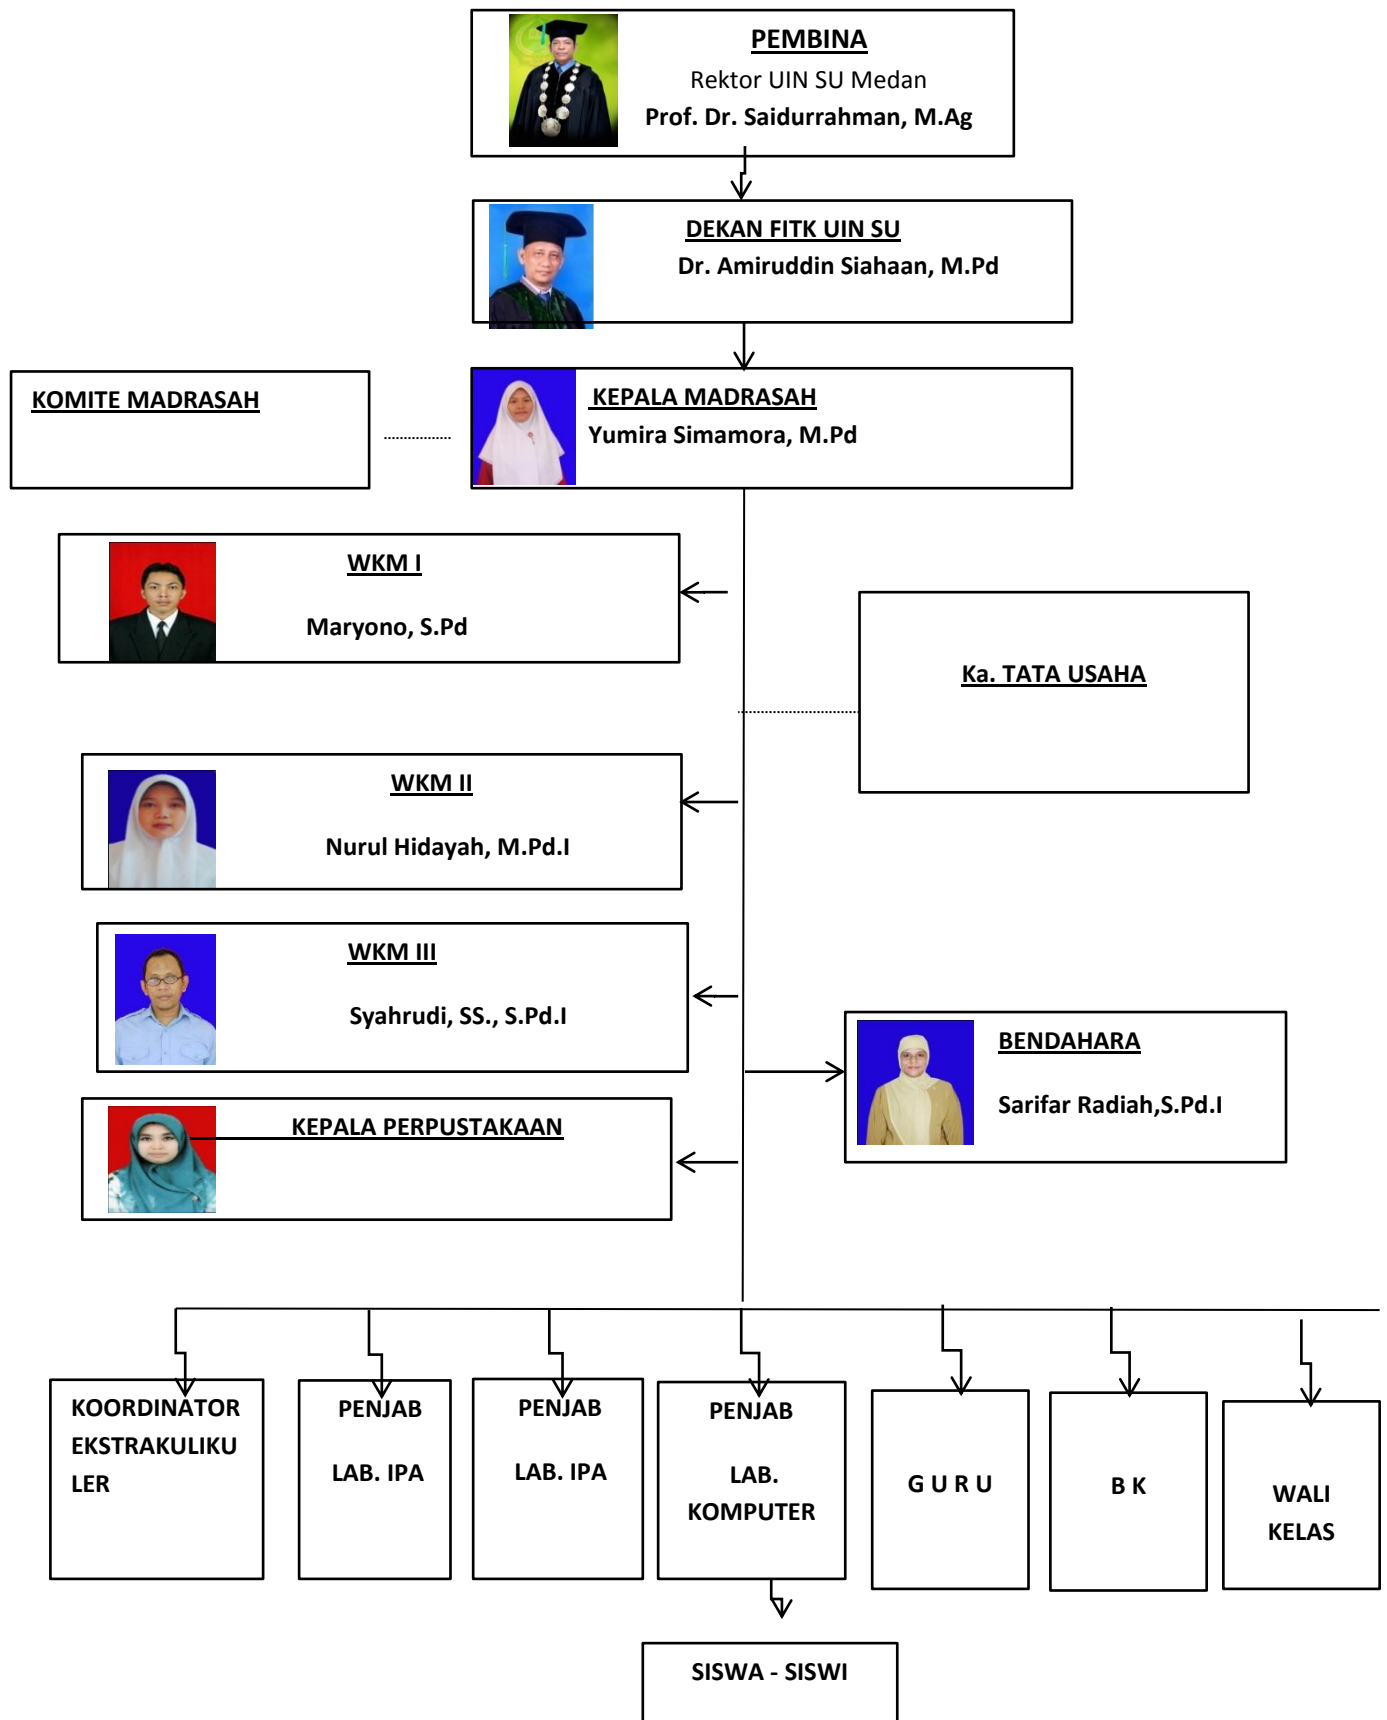 PEMBINA
Rektor UIN SU Medan
Prof. Dr. Saidurrahman, M.Ag
DEKAN FITK UIN SU
Dr. Amiruddin Siahaan, M.Pd
KOMITE MADRASAH
KEPALA MADRASAH
Yumira Simamora, M.Pd
WKM I
Maryono, S.Pd
Ka. TATA USAHA
WKM II
Nurul Hidayah, M.Pd.I
WKM III
Syahrudi, SS., S.Pd.I
BENDAHARA
Sarifar Radiah,S.Pd.I
KEPALA PERPUSTAKAAN
KOORDINATOR
EKSTRAKULIKU
LER
PENJAB
LAB. IPA
PENJAB
LAB. IPA
PENJAB
LAB.
KOMPUTER
G U R U
B K
WALI
KELAS
SISWA - SISWI